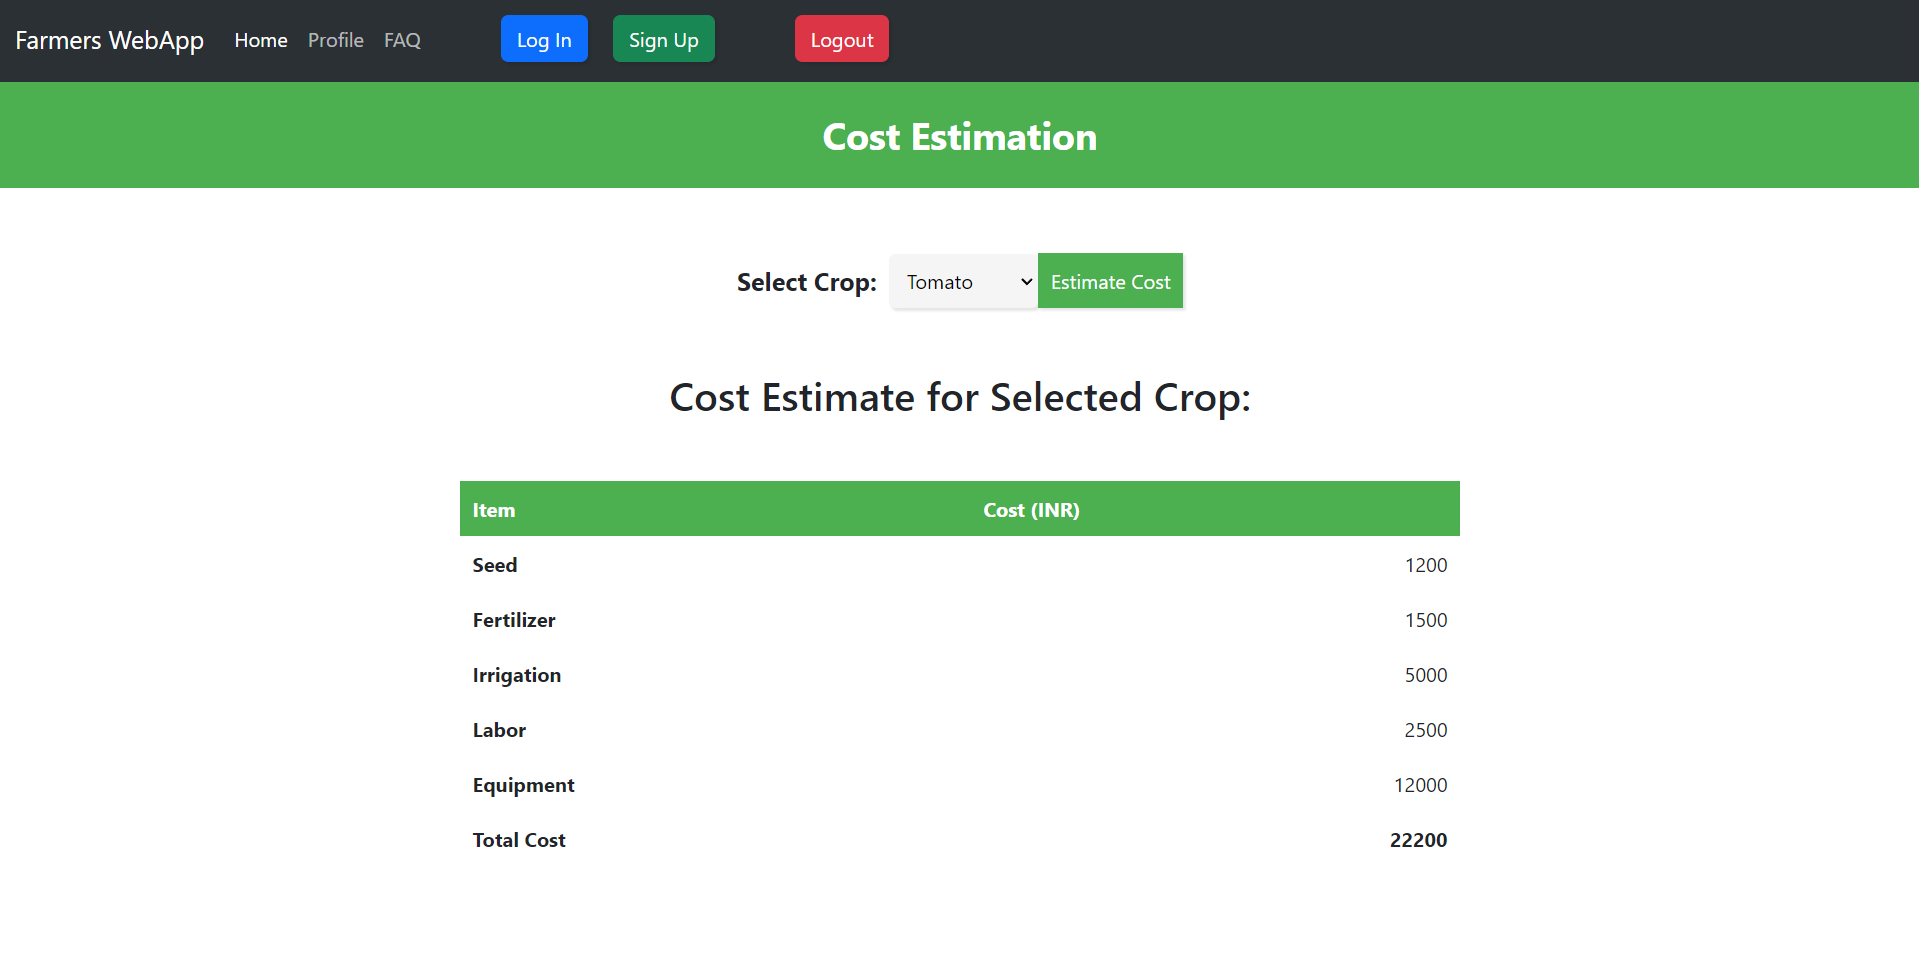 Farmers WebApp Home Profile FAQ Log In Sign Up Logout
Cost Estimation
Select Crop: Tomato Estimate Cost
Cost Estimate for Selected Crop:
Item Cost (INR)
Seed 1200
Fertilizer 1500
Irrigation 5000
Labor 2500
Equipment 12000
Total Cost 22200